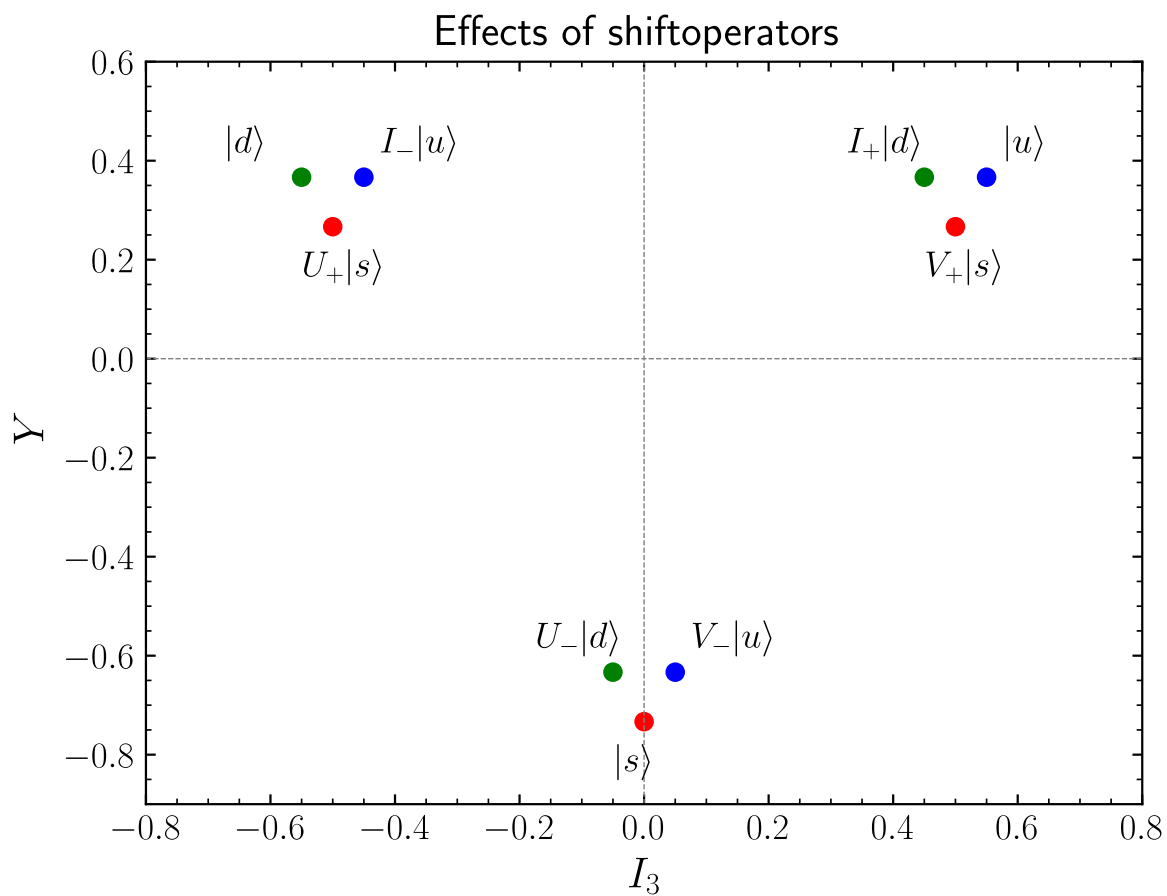 Effects of shiftoperators
0.6
0.4
0.2
0.0
−0.2
−0.4
−0.6
−0.8
Y
|d⟩
I₋|u⟩
U₊|s⟩
I₊|d⟩
|u⟩
V₊|s⟩
U₋|d⟩
V₋|u⟩
|s⟩
−0.8 −0.6 −0.4 −0.2 0.0 0.2 0.4 0.6 0.8
I₃